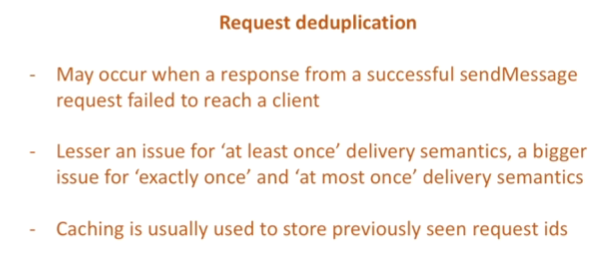 Request deduplication
- May occur when a response from a successful sendMessage
request failed to reach a client
- Lesser an issue for ‘at least once’ delivery semantics, a bigger
issue for ‘exactly once’ and ‘at most once’ delivery semantics
- Caching is usually used to store previously seen request ids